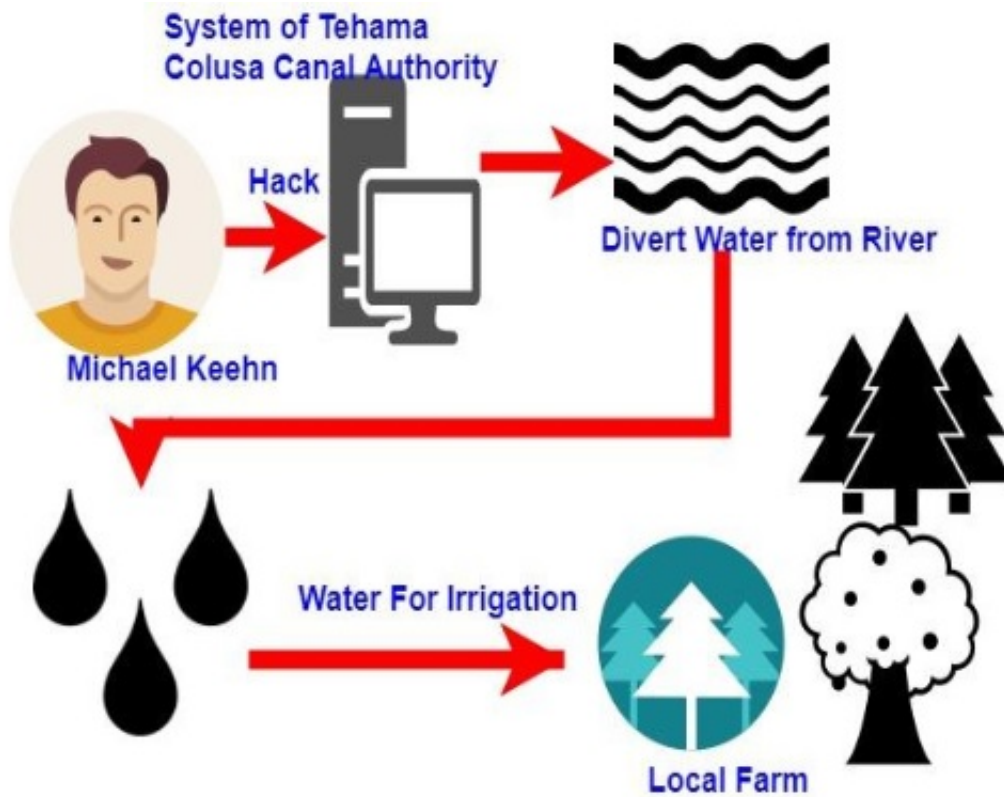 System of Tehama
Colusa Canal Authority
Hack
Divert Water from River
Michael Keehn
Water For Irrigation
Local Farm